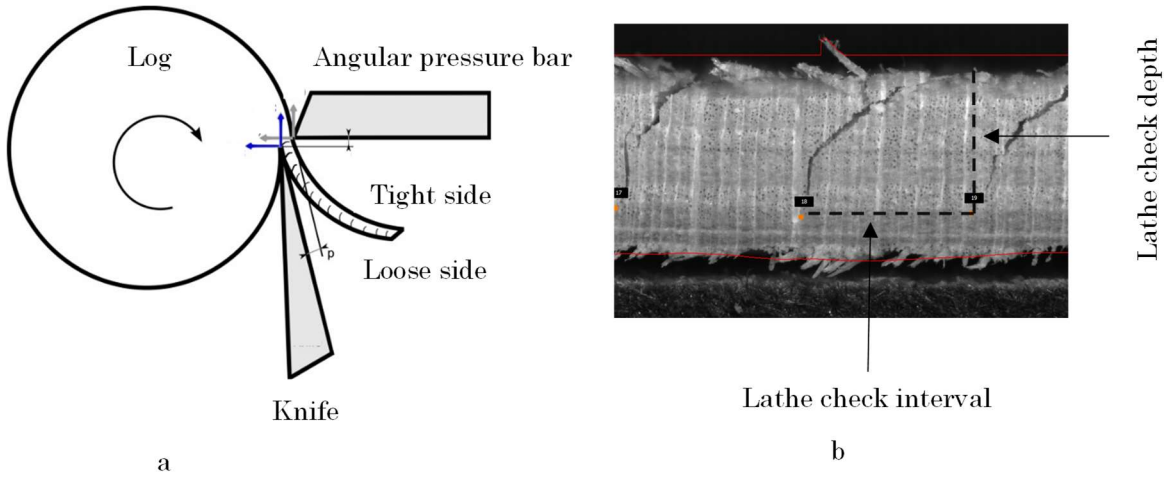 Log
Angular pressure bar
Tight side
Loose side
p
Knife
a
17
18
19
Lathe check depth
Lathe check interval
b